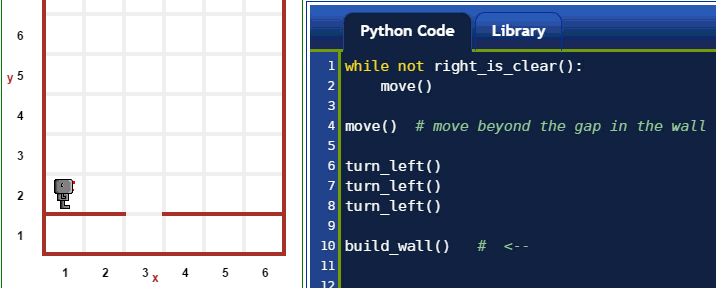 6
y 5
4
3
2
1
1 2 3 x 4 5 6
Python Code Library
1 while not right_is_clear():
2 move()
3
4 move() # move beyond the gap in the wall
5
6 turn_left()
7 turn_left()
8 turn_left()
9
10 build_wall() # <--
11
12